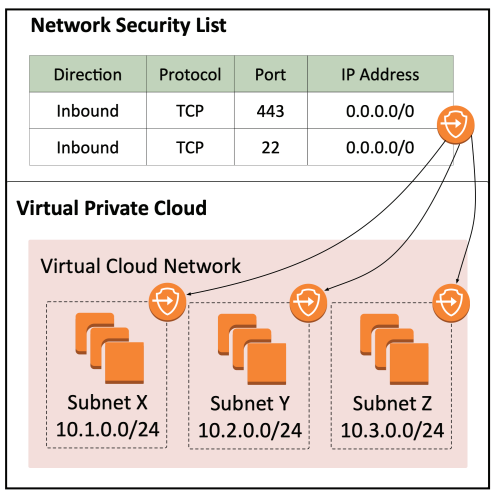 Network Security List
Direction Protocol Port IP Address
Inbound TCP 443 0.0.0.0/0
Inbound TCP 22 0.0.0.0/0
Virtual Private Cloud
Virtual Cloud Network
Subnet X Subnet Y Subnet Z
10.1.0.0/24 10.2.0.0/24 10.3.0.0/24